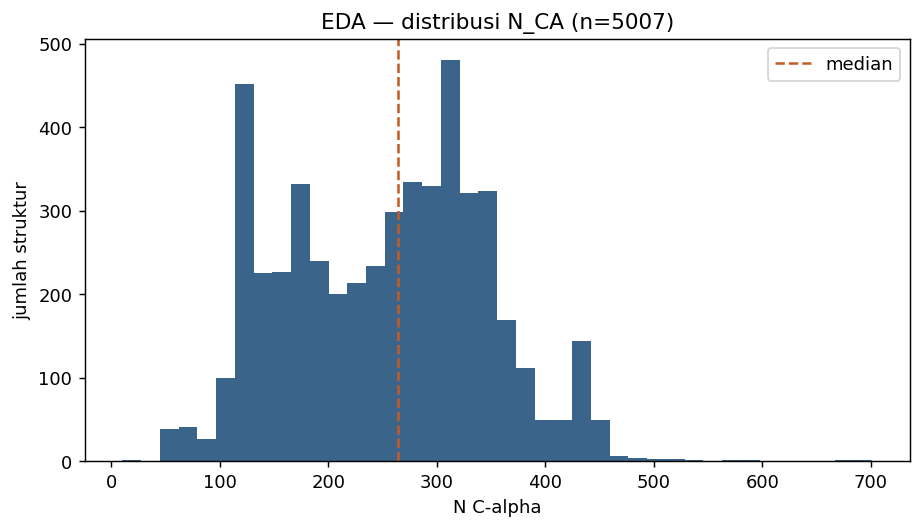 EDA — distribusi N_CA (n=5007)
median
jumlah struktur
500
400
300
200
100
0
0 100 200 300 400 500 600 700
N C-alpha